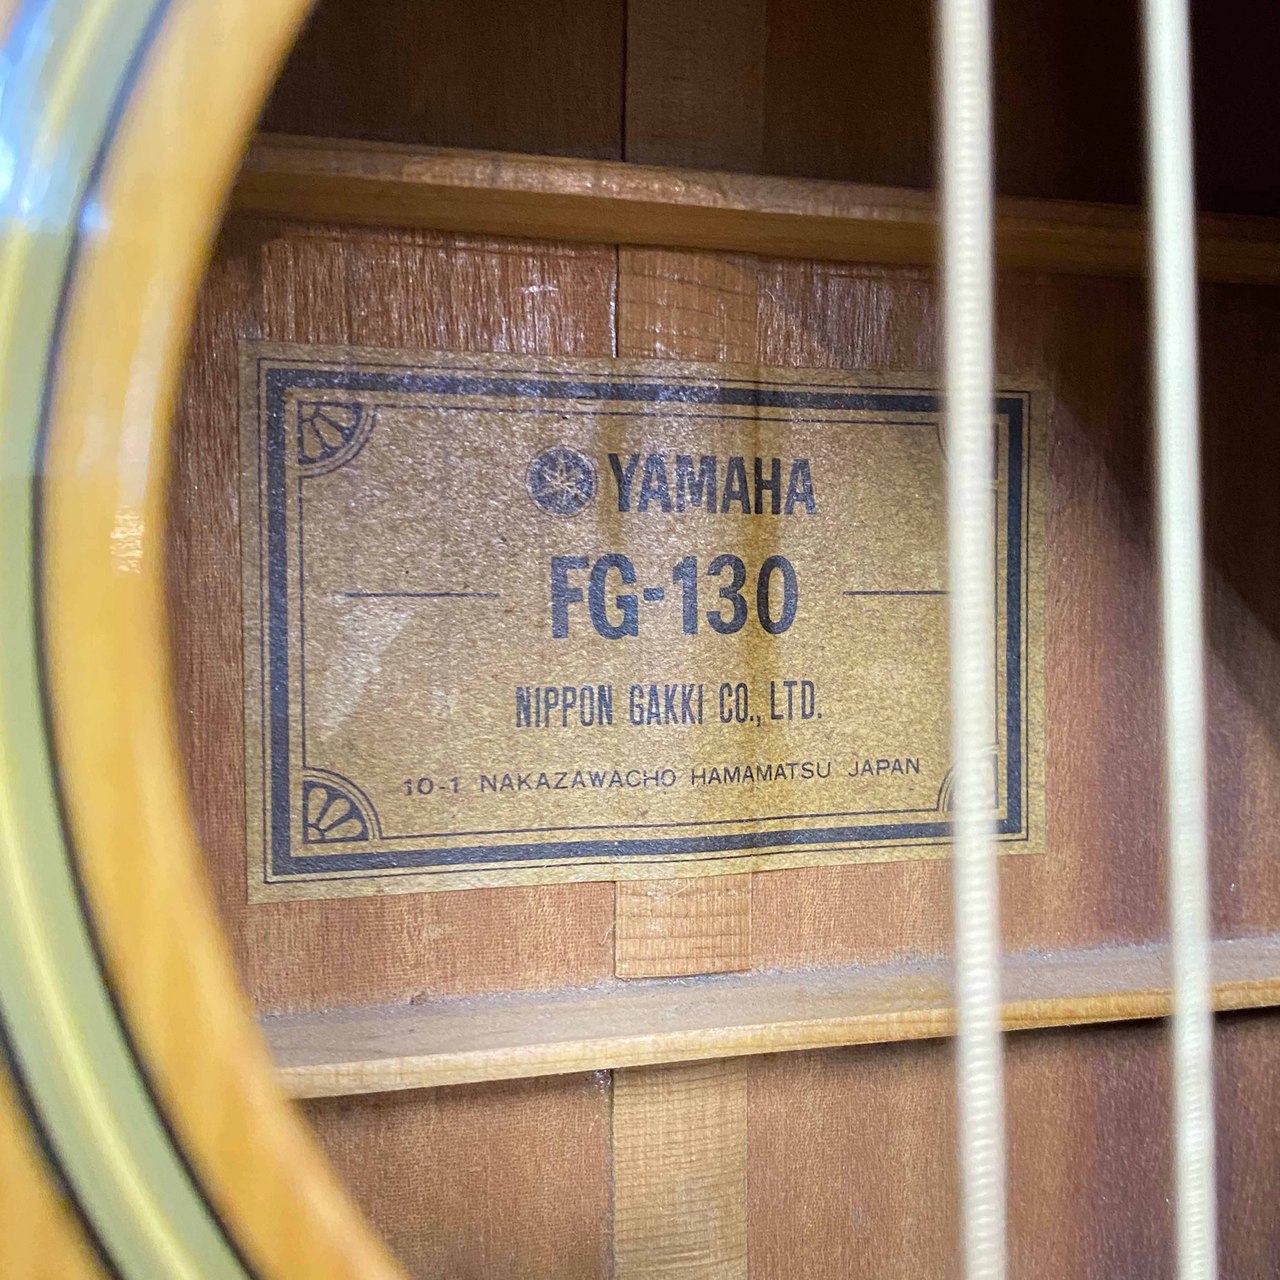 YAMAHA
FG-130
NIPPON GAKKI CO., LTD.
10-1 NAKAZAWACHO HAMAMATSU JAPAN